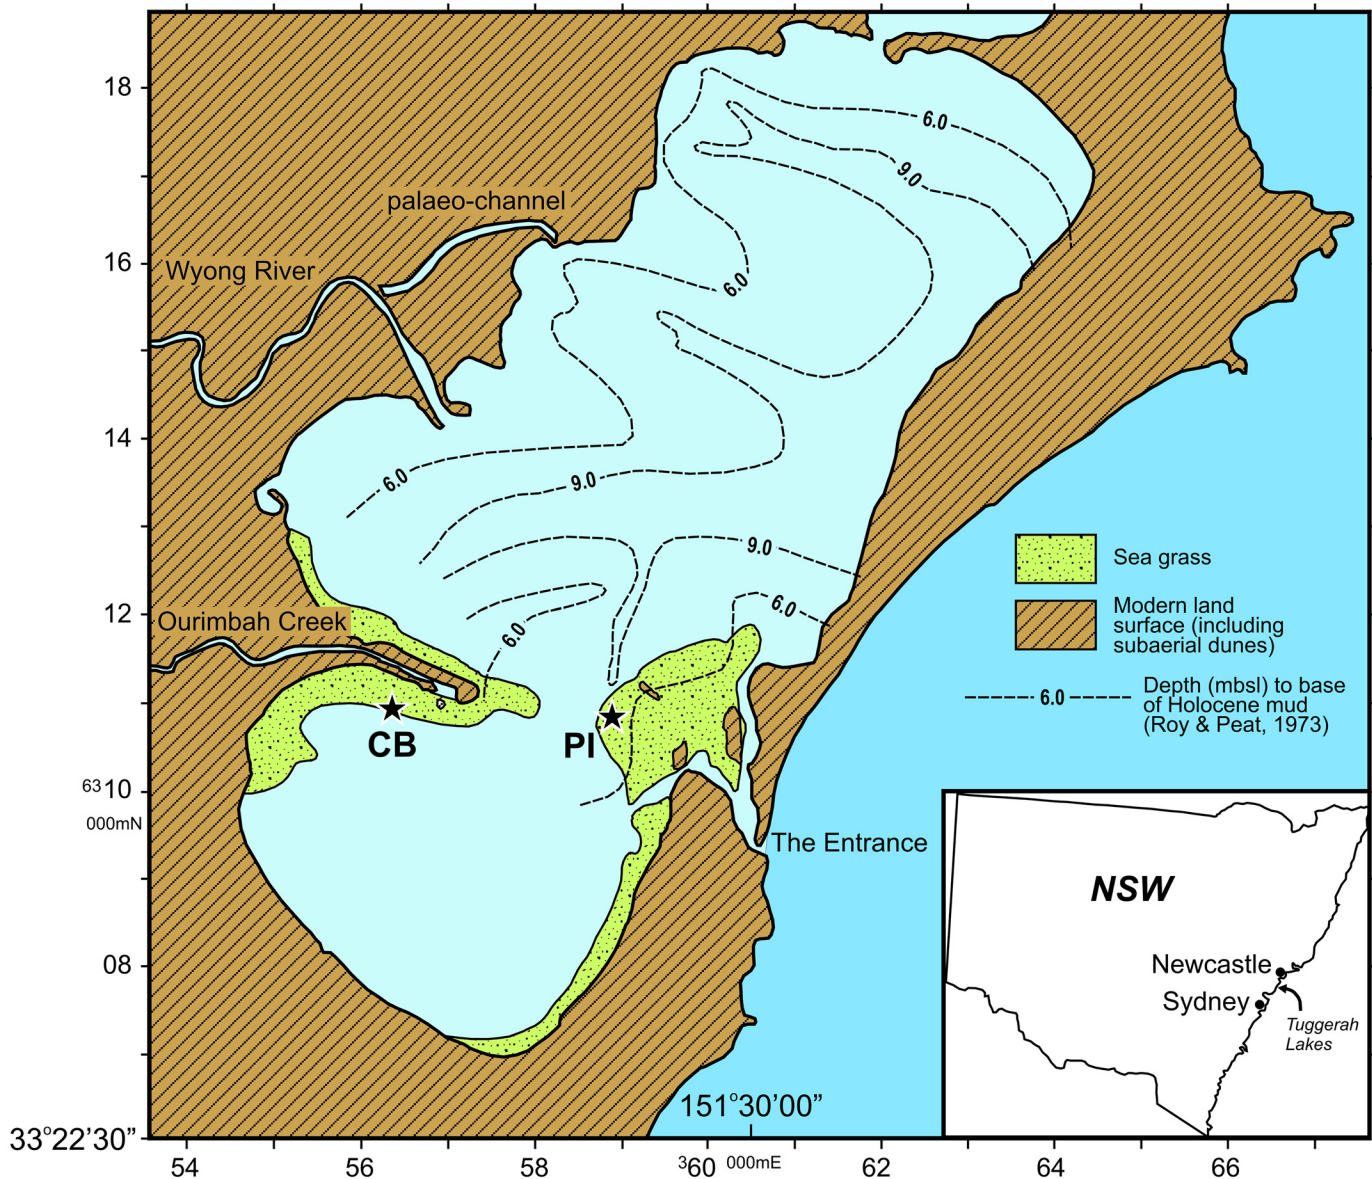 18
16
14
12
63 10
000mN
08
33°22'30”
palaeo-channel
Wyong River
Ourimbah Creek
6.0
9.0
6.0
6.0
9.0
9.0
6.0
6.0
CB
PI
The Entrance
Sea grass
Modern land
surface (including
subaerial dunes)
6.0
Depth (mbsl) to base
of Holocene mud
(Roy & Peat, 1973)
NSW
Newcastle
Sydney
Tuggerah
Lakes
151°30’00”
54
56
58
360 000mE
62
64
66